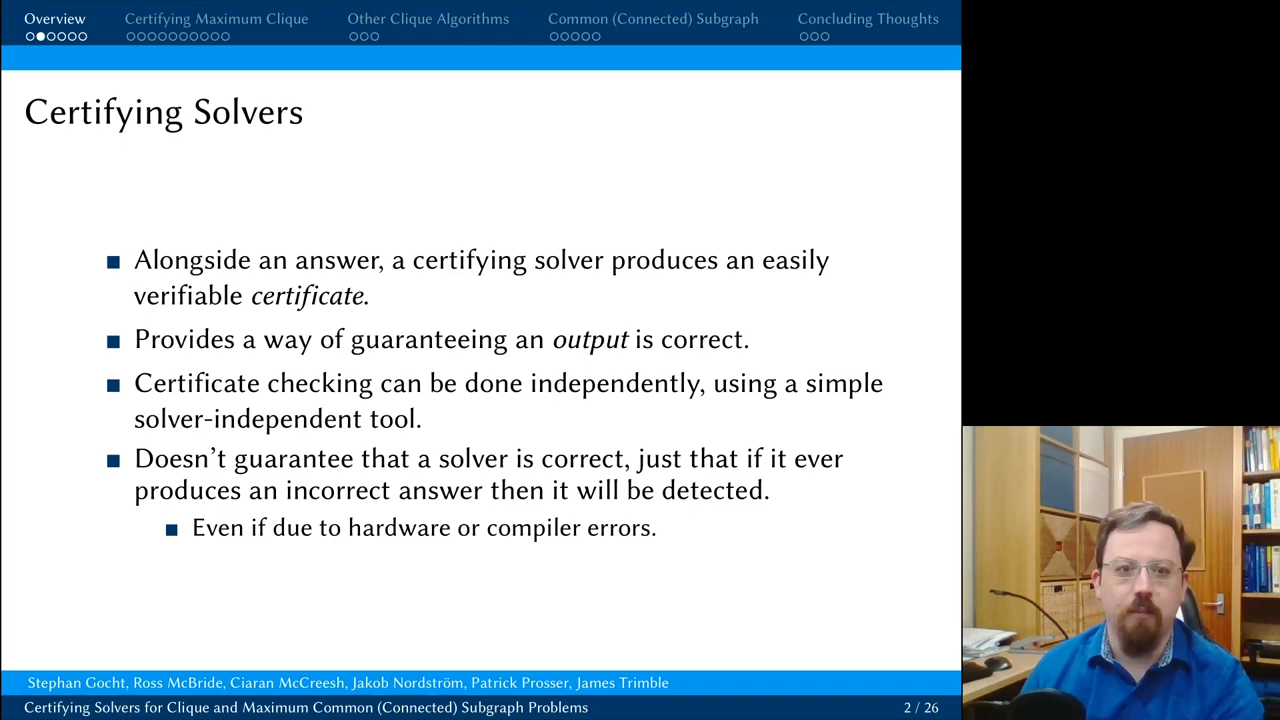 Overview
Certifying Maximum Clique
Other Clique Algorithms
Common (Connected) Subgraph
Concluding Thoughts
Certifying Solvers
Alongside an answer, a certifying solver produces an easily
verifiable certificate.
Provides a way of guaranteeing an output is correct.
Certificate checking can be done independently, using a simple
solver-independent tool.
Doesn't guarantee that a solver is correct, just that if it ever
produces an incorrect answer then it will be detected.
Even if due to hardware or compiler errors.
Stephan Gocht, Ross McBride, Ciaran McCreesh, Jakob Nordström, Patrick Prosser, James Trimble
Certifying Solvers for Clique and Maximum Common (Connected) Subgraph Problems
2 / 26